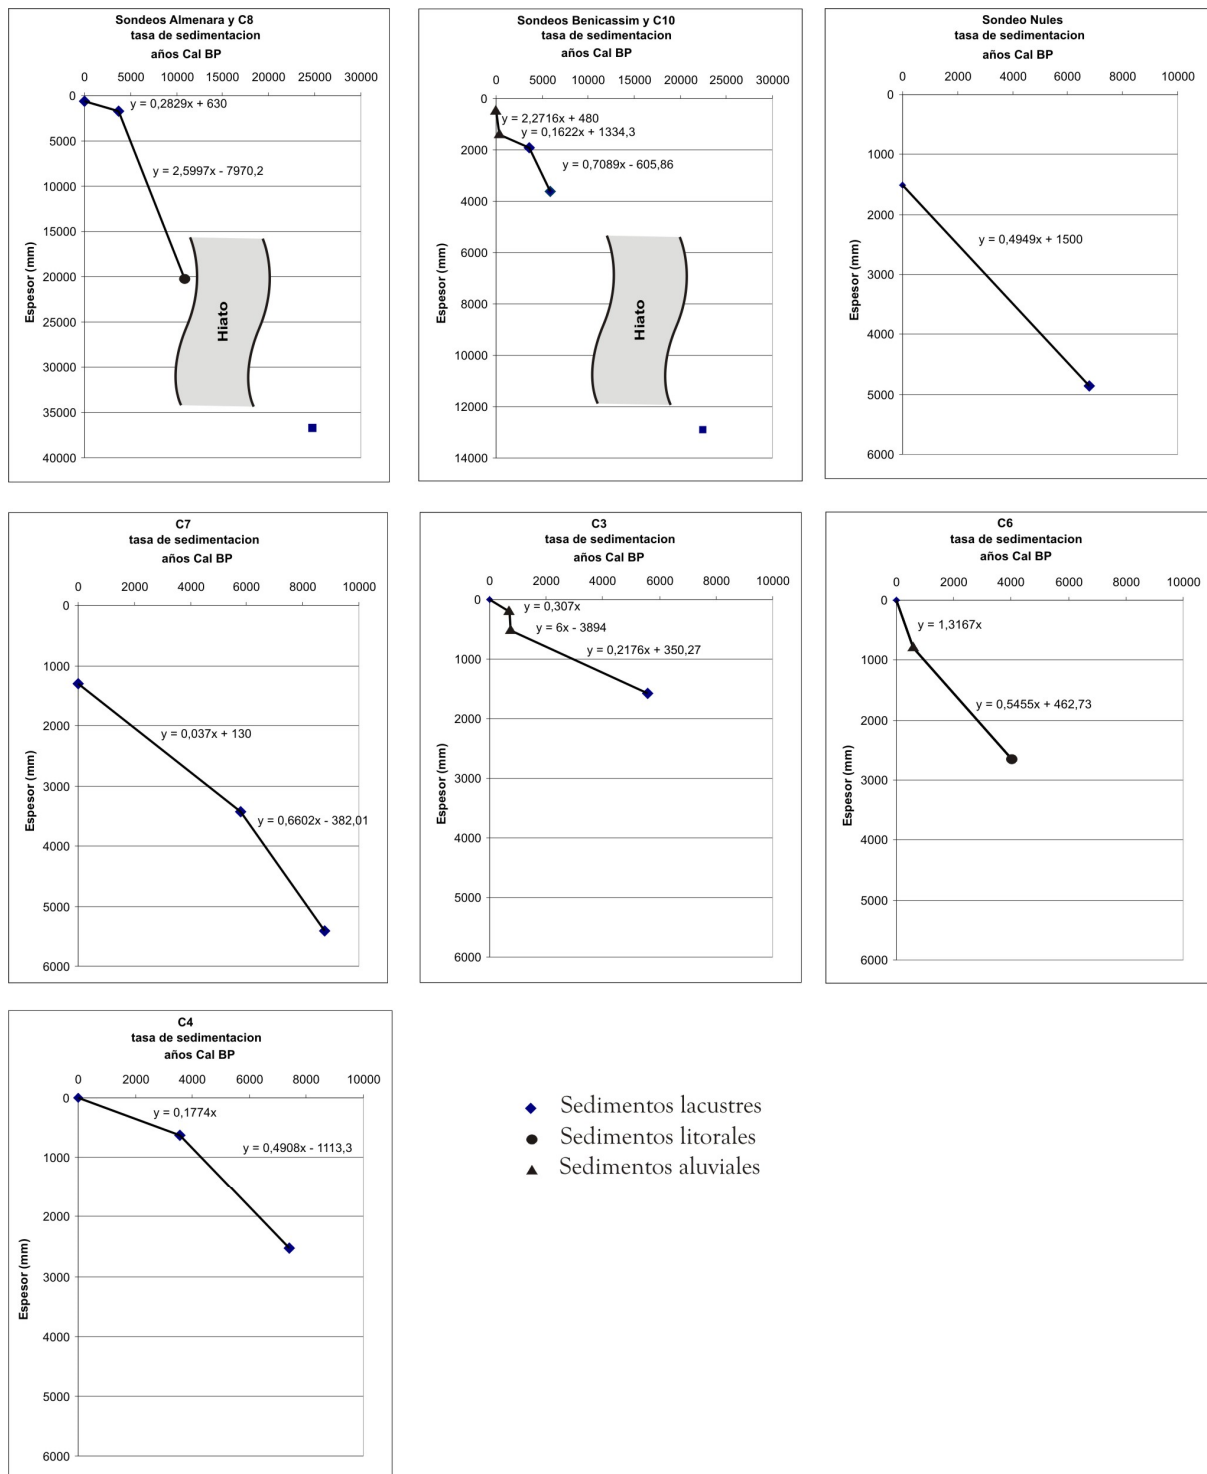 Sondeos Almenara y C8
tasa de sedimentacion
años Cal BP
0 5000 10000 15000 20000 25000 30000
0
5000
10000
15000
20000
25000
30000
35000
40000
Espesor (mm)
y = 0,2829x + 630
y = 2,5997x - 7970,2
Hiato
Sondeos Benicassim y C10
tasa de sedimentacion
años Cal BP
0 5000 10000 15000 20000 25000 30000
0
2000
4000
6000
8000
10000
12000
14000
Espesor (mm)
y = 2,2716x + 480
y = 0,1622x + 1334,3
y = 0,7089x - 605,86
Hiato
Sondeo Nules
tasa de sedimentacion
años Cal BP
0 2000 4000 6000 8000 10000
0
1000
2000
3000
4000
5000
6000
Espesor (mm)
y = 0,4949x + 1500
C7
tasa de sedimentacion
años Cal BP
0 2000 4000 6000 8000 10000
0
1000
2000
3000
4000
5000
6000
Espesor (mm)
y = 0,037x + 130
y = 0,6602x - 382,01
C3
tasa de sedimentacion
años Cal BP
0 2000 4000 6000 8000 10000
0
1000
2000
3000
4000
5000
6000
Espesor (mm)
y = 0,307x
y = 6x - 3894
y = 0,2176x + 350,27
C6
tasa de sedimentacion
años Cal BP
0 2000 4000 6000 8000 10000
0
1000
2000
3000
4000
5000
6000
Espesor (mm)
y = 1,3167x
y = 0,5455x + 462,73
C4
tasa de sedimentacion
años Cal BP
0 2000 4000 6000 8000 10000
0
1000
2000
3000
4000
5000
6000
Espesor (mm)
y = 0,1774x
y = 0,4908x - 1113,3
Sedimentos lacustres
Sedimentos litorales
Sedimentos aluviales